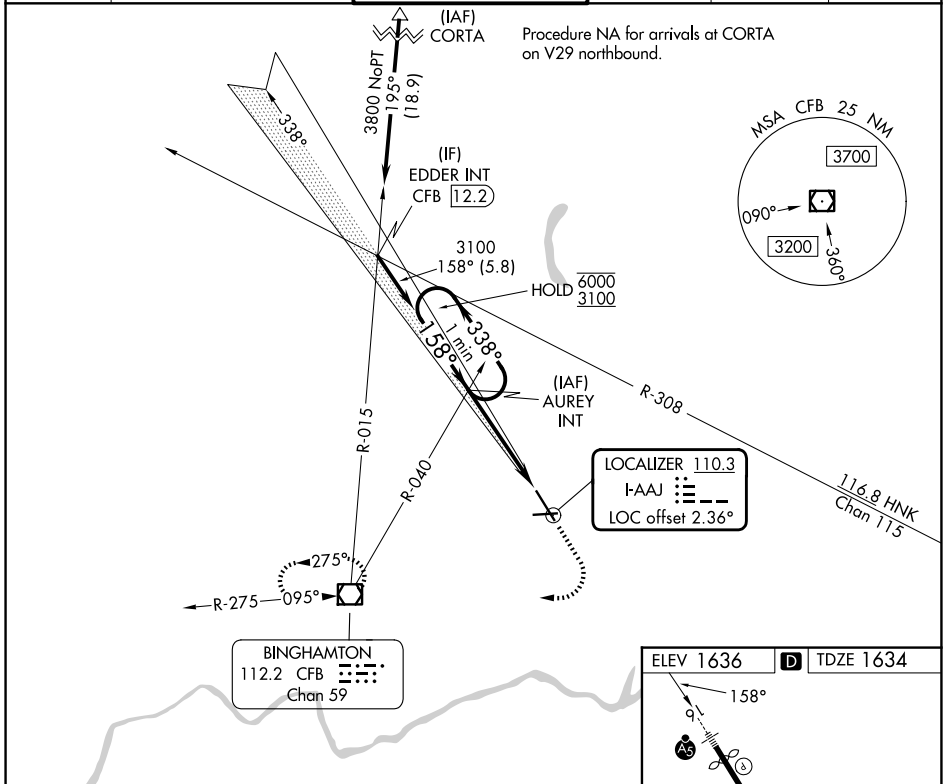 (IAF)
CORTA
Procedure NA for arrivals at CORTA
on V29 northbound.
3800 NoPT
195°
(18.9)
338°
MSA CFB 25 NM
3700
090°
3200
360°
(IF)
EDDER INT
CFB 12.2
3100
158° (5.8)
HOLD 6000
3100
338°
1 min
158°
(IAF)
AUREY
INT
R-308
R-015
R-040
116.8 HNK
Chan 115
LOCALIZER 110.3
I-AAJ
LOC offset 2.36°
275°
R-275
095°
BINGHAMTON
112.2 CFB
Chan 59
ELEV 1636 D TDZE 1634
158°
16
A5
P